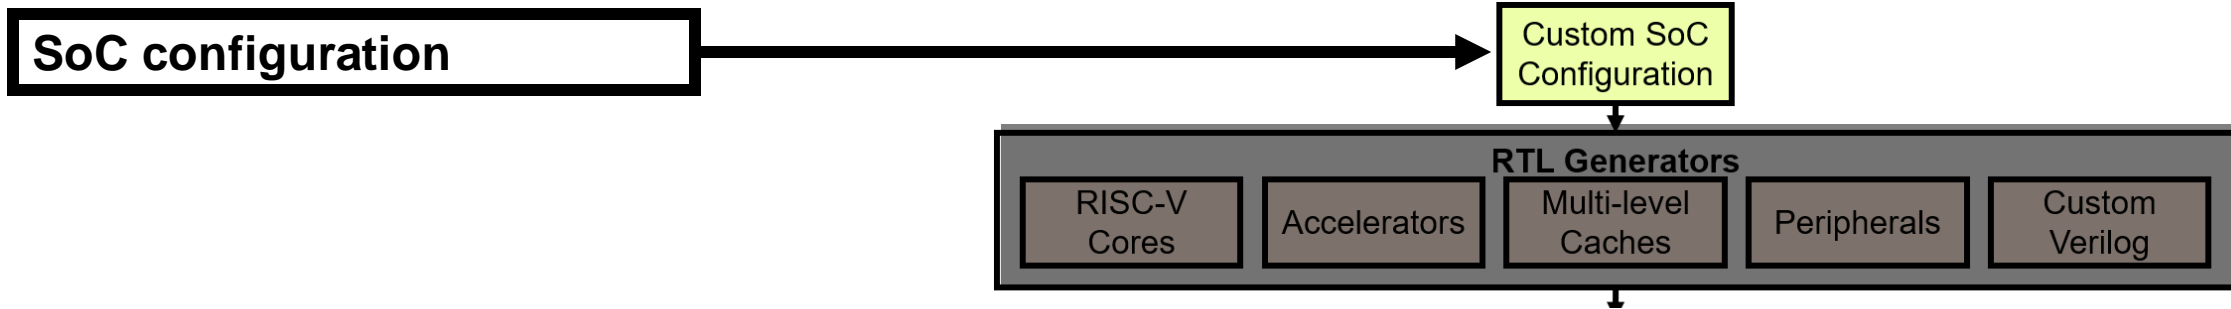 SoC configuration
Custom SoC
Configuration
RTL Generators
RISC-V
Cores
Accelerators
Multi-level
Caches
Peripherals
Custom
Verilog